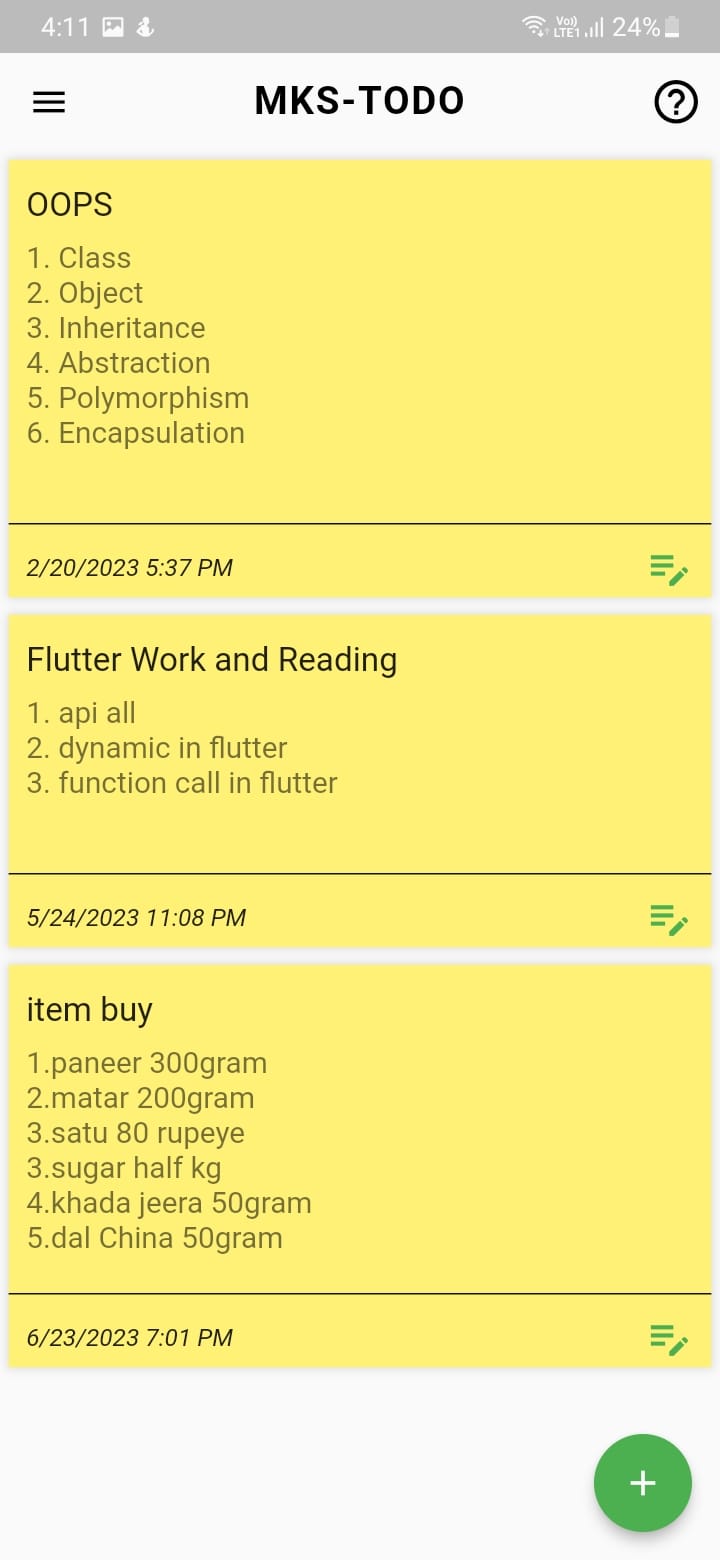 4:11 Vo)) LTE1 24%
MKS-TODO
OOPS
1. Class
2. Object
3. Inheritance
4. Abstraction
5. Polymorphism
6. Encapsulation
2/20/2023 5:37 PM
Flutter Work and Reading
1. api all
2. dynamic in flutter
3. function call in flutter
5/24/2023 11:08 PM
item buy
1.paneer 300gram
2.matar 200gram
3.satu 80 rupeye
3.sugar half kg
4.khada jeera 50gram
5.dal China 50gram
6/23/2023 7:01 PM